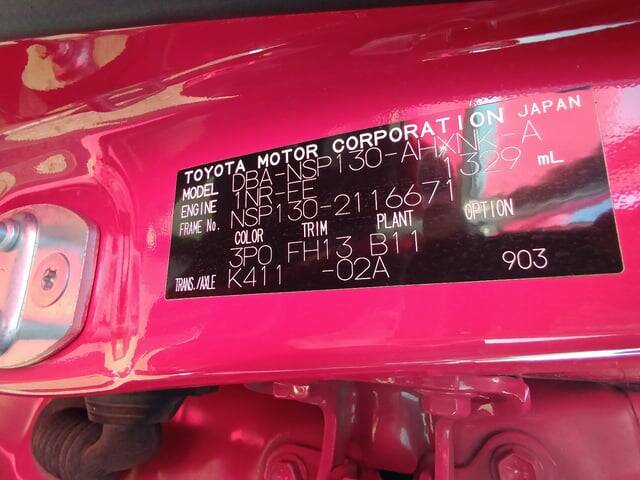 TOYOTA MOTOR CORPORATION JAPAN
MODEL DBA-NSP130-AHXNK-A
ENGINE 1NR-FE 1329 mL
FRAME No. NSP130-2116671
COLOR TRIM PLANT OPTION
3P0 FH13 B11
TRANS./AXLE K411 -02A 903